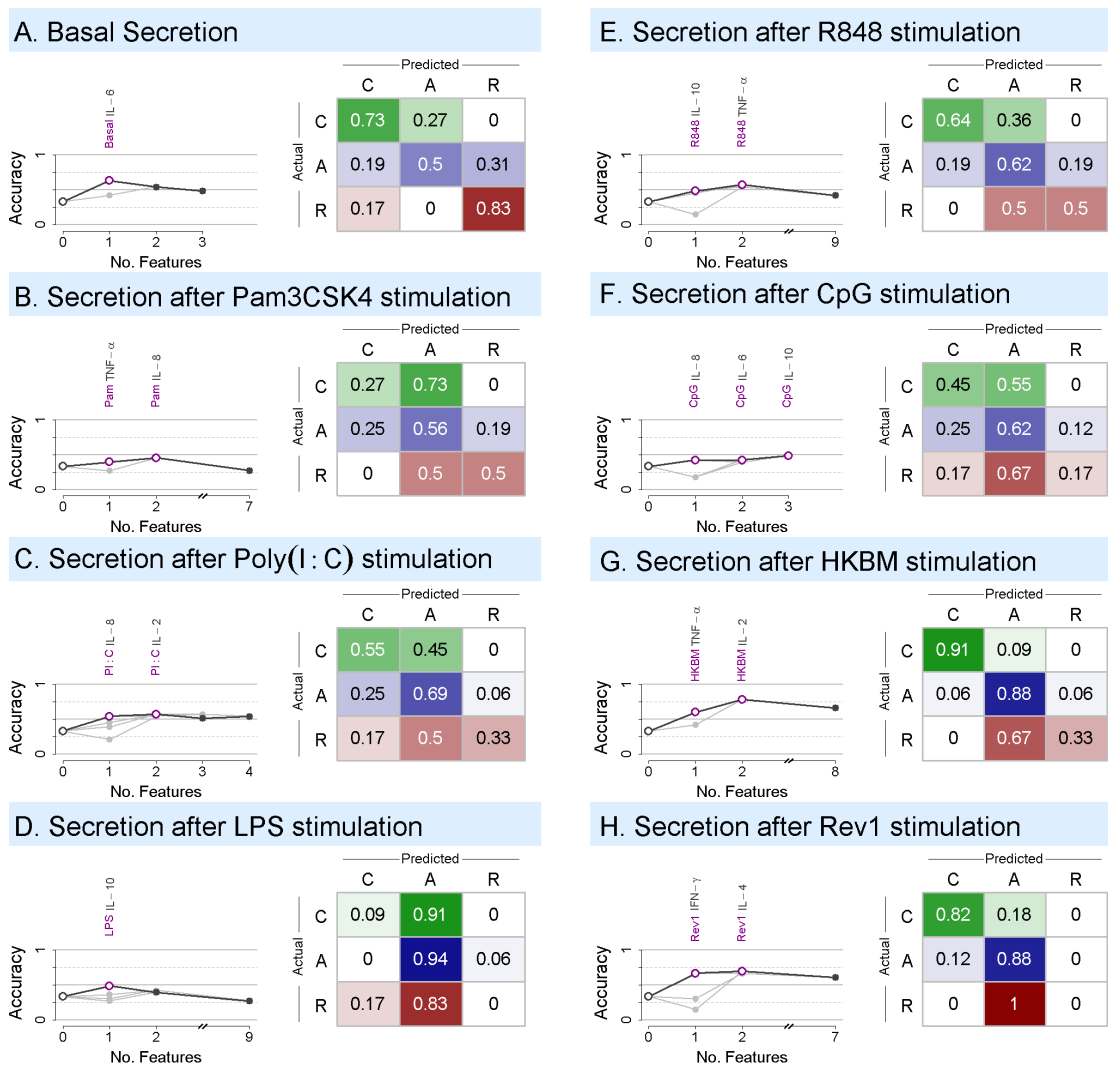 A. Basal Secretion
Basal IL−6
Accuracy
1
0
0 1 2 3
No. Features
Predicted
C A R
Actual
C 0.73 0.27 0
A 0.19 0.5 0.31
R 0.17 0 0.83
B. Secretion after Pam3CSK4 stimulation
Pam TNF−α
Pam IL−8
Accuracy
1
0
0 1 2 7
No. Features
Predicted
C A R
Actual
C 0.27 0.73 0
A 0.25 0.56 0.19
R 0 0.5 0.5
C. Secretion after Poly(I : C) stimulation
PI : C IL−8
PI : C IL−2
Accuracy
1
0
0 1 2 3 4
No. Features
Predicted
C A R
Actual
C 0.55 0.45 0
A 0.25 0.69 0.06
R 0.17 0.5 0.33
D. Secretion after LPS stimulation
LPS IL−10
Accuracy
1
0
0 1 2 9
No. Features
Predicted
C A R
Actual
C 0.09 0.91 0
A 0 0.94 0.06
R 0.17 0.83 0
E. Secretion after R848 stimulation
R848 IL−10
R848 TNF−α
Accuracy
1
0
0 1 2 9
No. Features
Predicted
C A R
Actual
C 0.64 0.36 0
A 0.19 0.62 0.19
R 0 0.5 0.5
F. Secretion after CpG stimulation
CpG IL−8
CpG IL−6
CpG IL−10
Accuracy
1
0
0 1 2 3
No. Features
Predicted
C A R
Actual
C 0.45 0.55 0
A 0.25 0.62 0.12
R 0.17 0.67 0.17
G. Secretion after HKBM stimulation
HKBM TNF−α
HKBM IL−2
Accuracy
1
0
0 1 2 8
No. Features
Predicted
C A R
Actual
C 0.91 0.09 0
A 0.06 0.88 0.06
R 0 0.67 0.33
H. Secretion after Rev1 stimulation
Rev1 IFN−γ
Rev1 IL−4
Accuracy
1
0
0 1 2 7
No. Features
Predicted
C A R
Actual
C 0.82 0.18 0
A 0.12 0.88 0
R 0 1 0